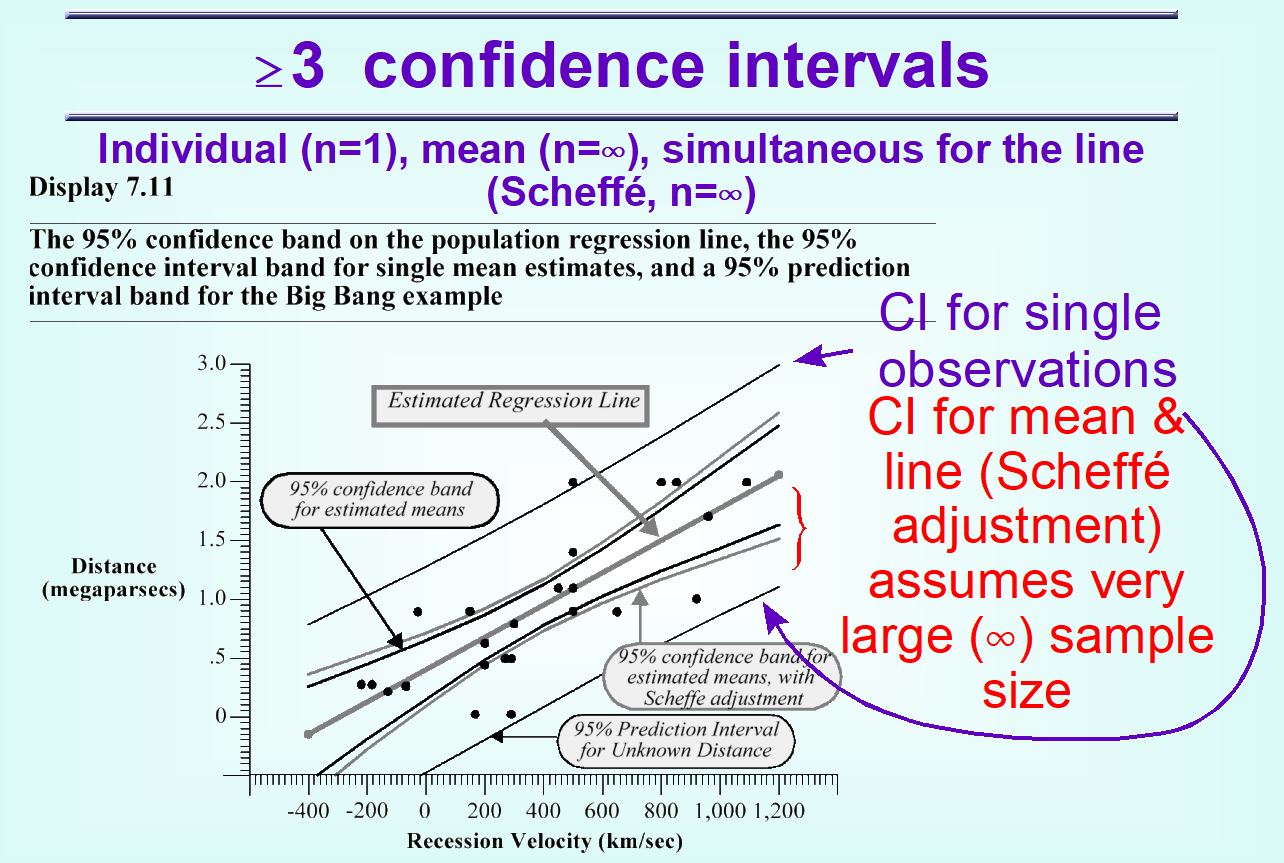 ≥3 confidence intervals
Individual (n=1), mean (n=∞), simultaneous for the line
(Scheffé, n=∞)
Display 7.11
The 95% confidence band on the population regression line, the 95%
confidence interval band for single mean estimates, and a 95% prediction
interval band for the Big Bang example
CI for single
observations
CI for mean &
line (Scheffé
adjustment)
assumes very
large (∞) sample
size
3.0
2.5
2.0
1.5
1.0
.5
0
Distance
(megaparsecs)
Estimated Regression Line
95% confidence band
for estimated means
95% confidence band for
estimated means, with
Scheffe adjustment
95% Prediction Interval
for Unknown Distance
-400 -200 0 200 400 600 800 1,000 1,200
Recession Velocity (km/sec)